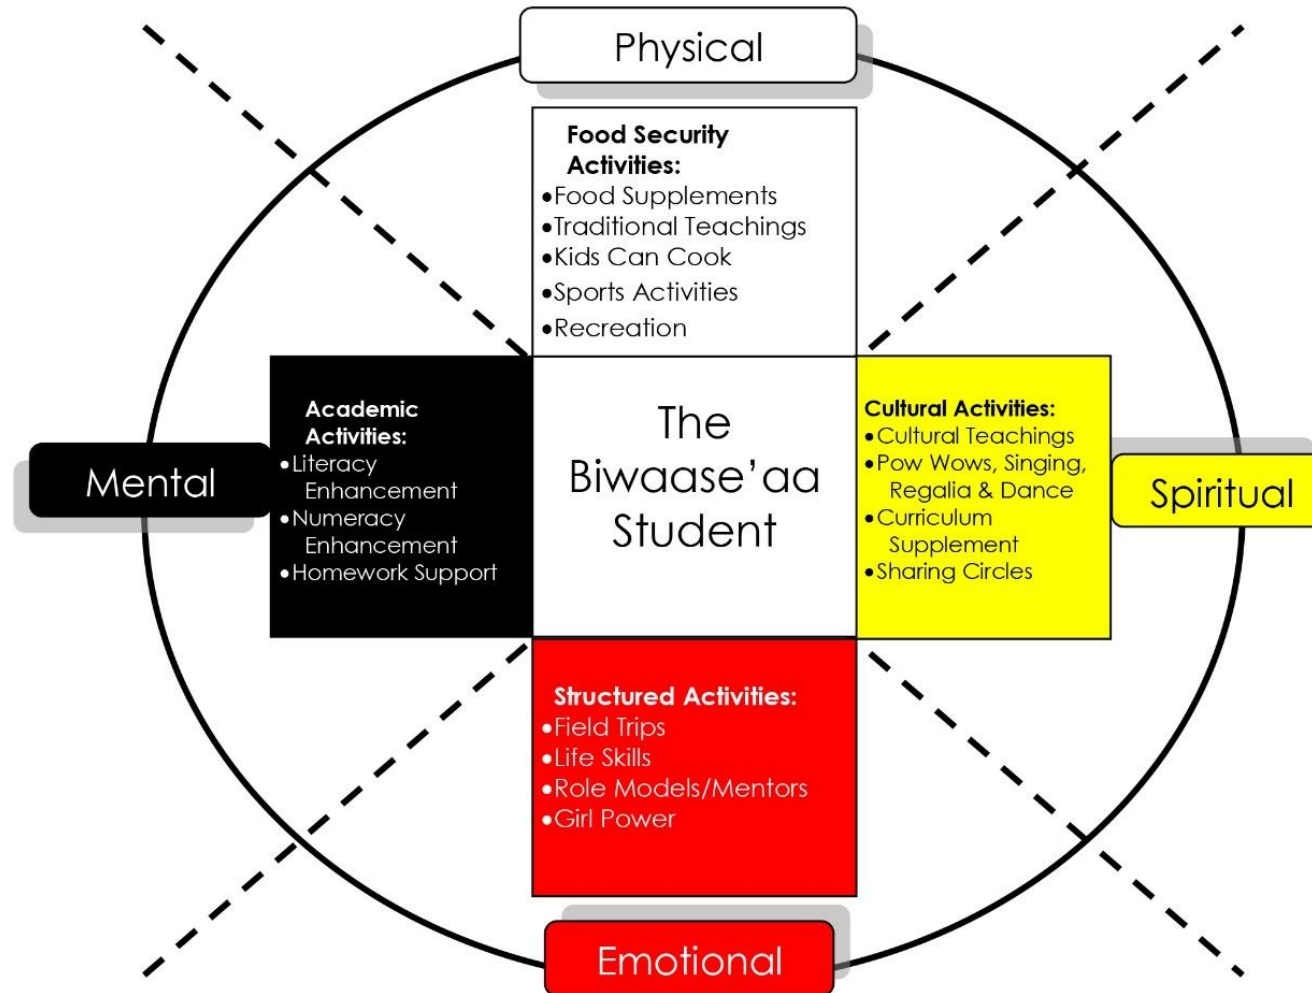 Physical
Food Security
Activities:
•Food Supplements
•Traditional Teachings
•Kids Can Cook
•Sports Activities
•Recreation
Mental
Academic
Activities:
•Literacy
Enhancement
•Numeracy
Enhancement
•Homework Support
The
Biwaase’aa
Student
Cultural Activities:
•Cultural Teachings
•Pow Wows, Singing,
Regalia & Dance
•Curriculum
Supplement
•Sharing Circles
Spiritual
Structured Activities:
•Field Trips
•Life Skills
•Role Models/Mentors
•Girl Power
Emotional